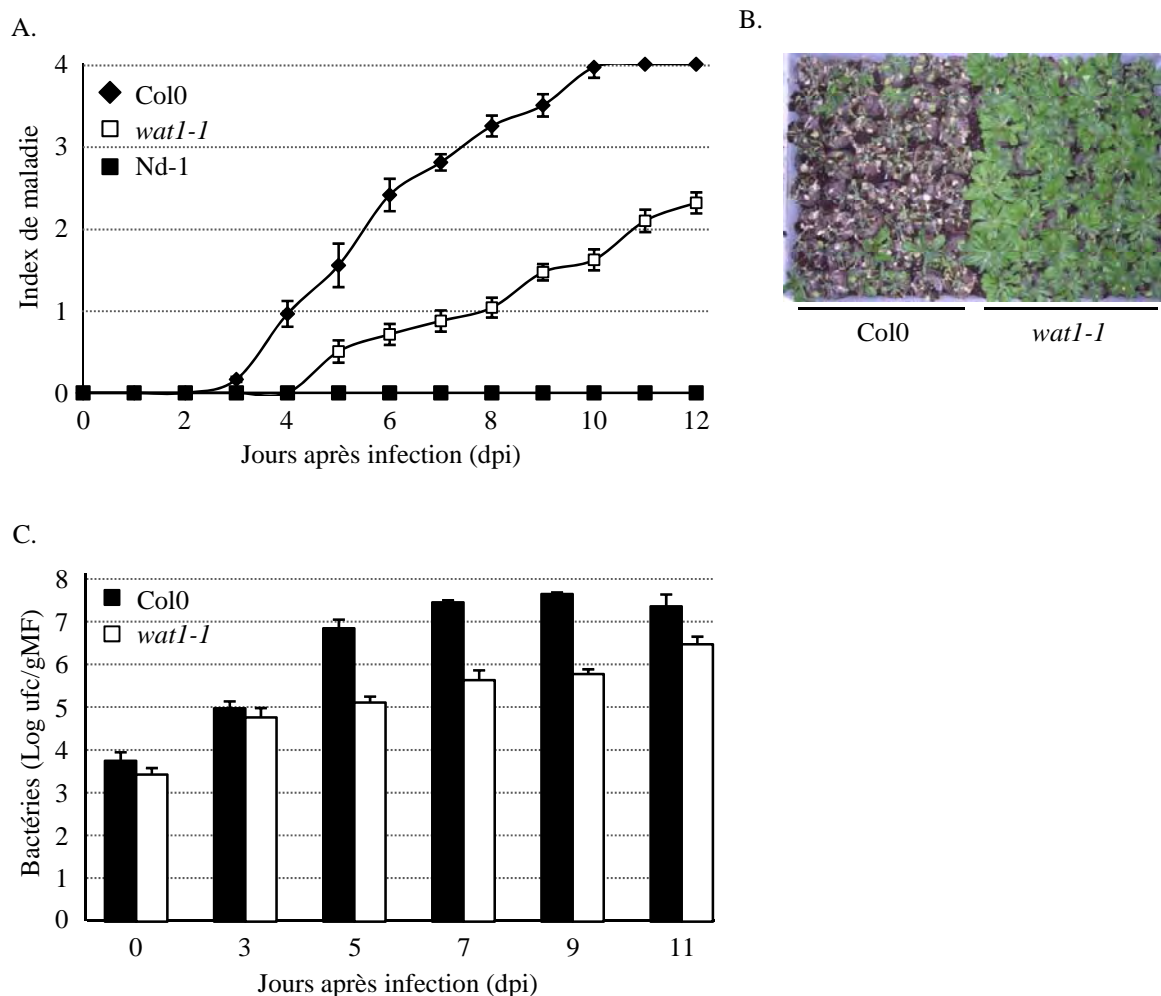 A.
B.
4
3
2
1
0
Index de maladie
Col0
wat1-1
Nd-1
0 2 4 6 8 10 12
Jours après infection (dpi)
Col0 wat1-1
C.
8
7
6
5
4
3
2
1
0
Bactéries (Log ufc/gMF)
Col0
wat1-1
0 3 5 7 9 11
Jours après infection (dpi)